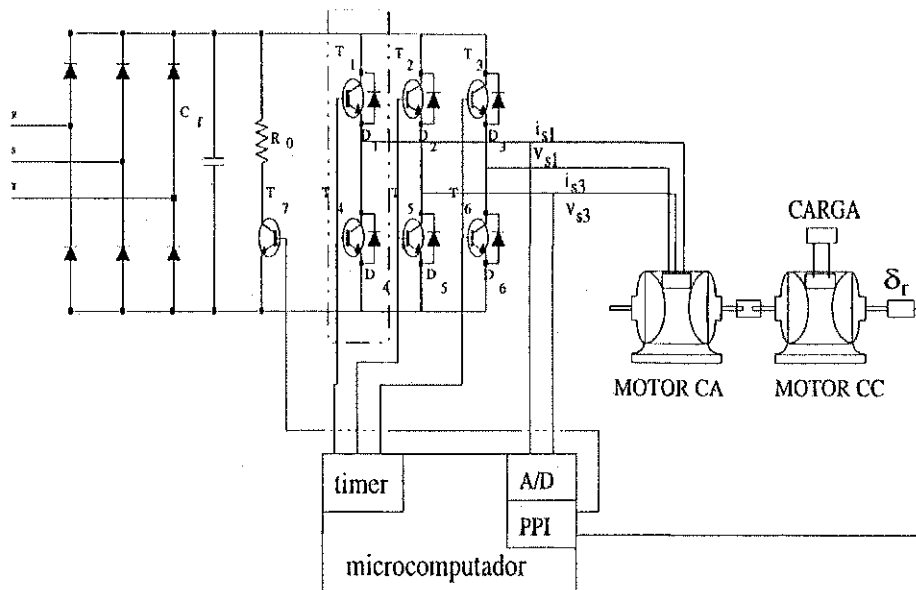 T 1
T 2
T 3
C f
R 0
D 1
D 2
D 3
i s1
v s1
i s3
v s3
s
T 7
T 4
5
T 6
D 4
D 5
D 6
CARGA
δ r
MOTOR CA
MOTOR CC
timer
A/D
PPI
microcomputador